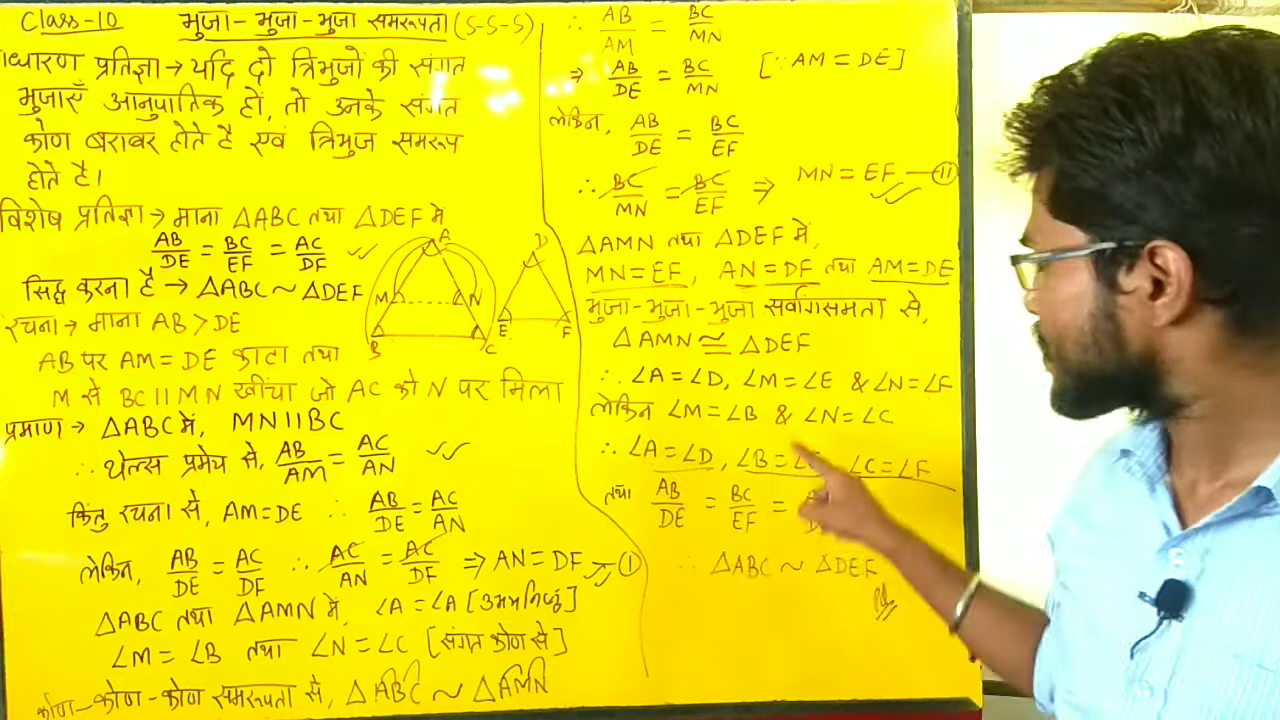 Class-10 भुजा-भुजा-भुजा समरूपता (S-S-S)
ाधारण प्रतिज्ञा → यदि दो त्रिभुजों की संगत
भुजाएँ आनुपातिक हों, तो उनके संगत
कोण बराबर होते है एवं त्रिभुज समरूप
होते है।
विशेष प्रतिज्ञा → माना △ABC तथा △DEF में
AB/DE = BC/EF = AC/DF
सिद्ध करना है → △ABC ~ △DEF
रचना → माना AB > DE
AB पर AM = DE काटा तथा
M से BC || MN खींचा जो AC को N पर मिला
प्रमाण → △ABC में, MN || BC
∴ थेल्स प्रमेय से, AB/AM = AC/AN
किंतु रचना से, AM = DE ∴ AB/DE = AC/AN
लेकिन, AB/DE = AC/DF ∴ AC/AN = AC/DF ⇒ AN = DF —(I)
△ABC तथा △AMN में, ∠A = ∠A [उभयनिष्ठ]
∠M = ∠B तथा ∠N = ∠C [संगत कोण से]
कोण-कोण-कोण समरूपता से, △ABC ~ △AMN
A
M N
B C
D
E F
∴ AB/AM = BC/MN
⇒ AB/DE = BC/MN [∵ AM = DE]
लेकिन, AB/DE = BC/EF
∴ BC/MN = BC/EF ⇒ MN = EF —(II)
△AMN तथा △DEF में,
MN = EF, AN = DF तथा AM = DE
भुजा-भुजा-भुजा सर्वांगसमता से,
△AMN ≅ △DEF
∴ ∠A = ∠D, ∠M = ∠E & ∠N = ∠F
लेकिन ∠M = ∠B & ∠N = ∠C
∴ ∠A = ∠D, ∠B = ∠ ∠C = ∠F
तथा AB/DE = BC/EF =
∴ △ABC ~ △DEF